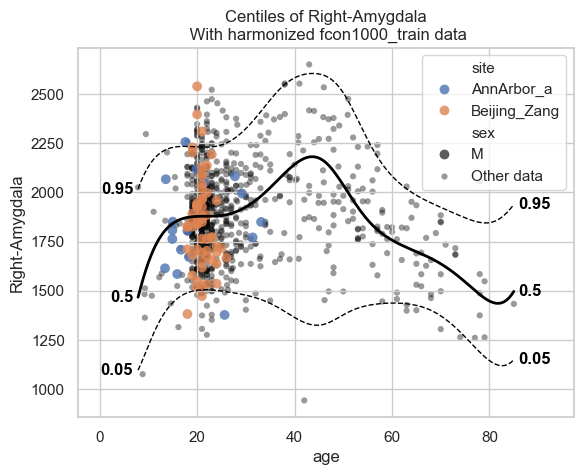 Centiles of Right-Amygdala
With harmonized fcon1000_train data
Right-Amygdala
2500
2250
2000
1750
1500
1250
1000
0
20
40
60
80
age
0.95
0.5
0.05
0.95
0.5
0.05
site
AnnArbor_a
Beijing_Zang
sex
M
Other data